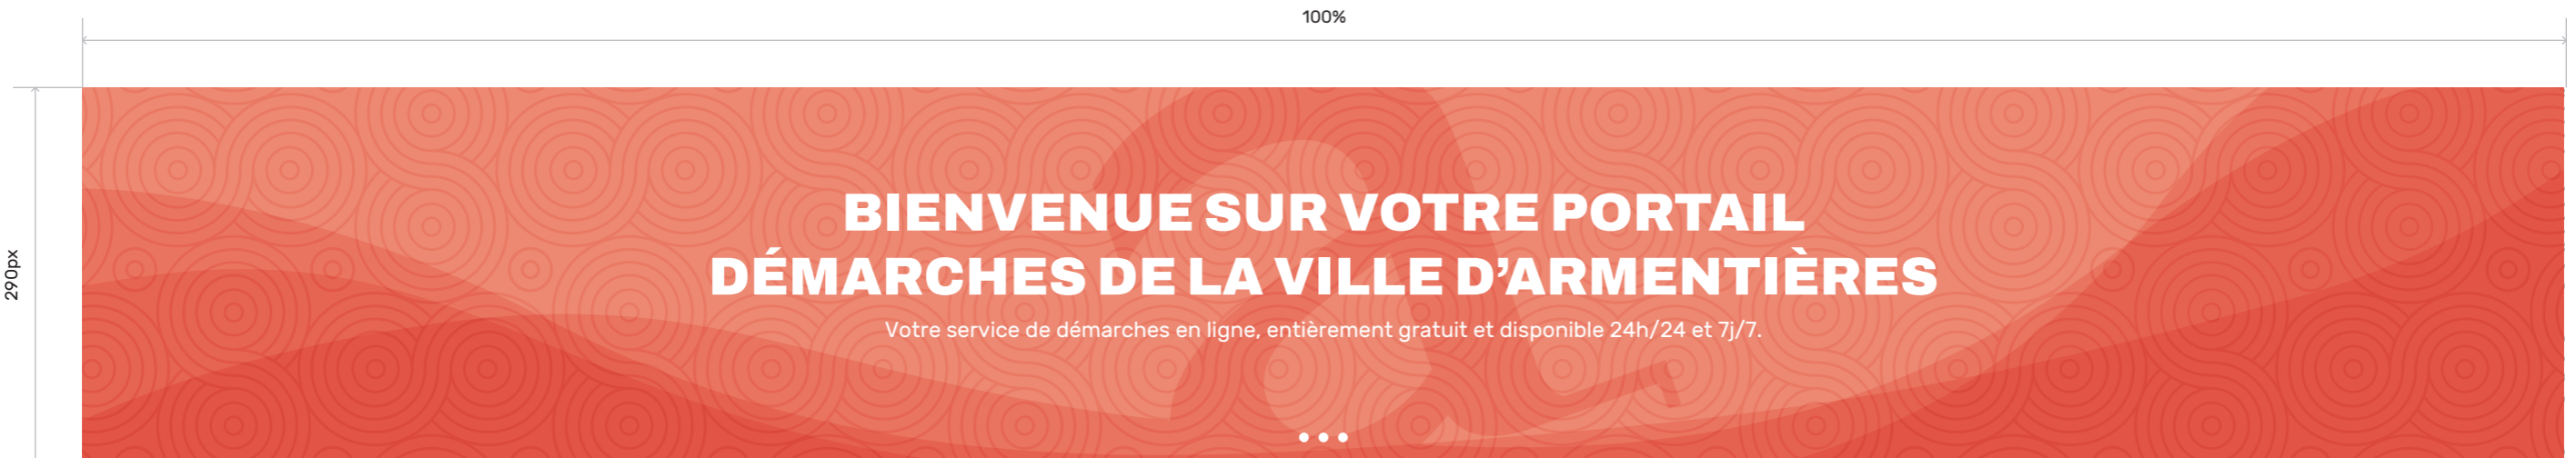 100%
290px
BIENVENUE SUR VOTRE PORTAIL
DÉMARCHES DE LA VILLE D’ARMENTIÈRES
Votre service de démarches en ligne, entièrement gratuit et disponible 24h/24 et 7j/7.